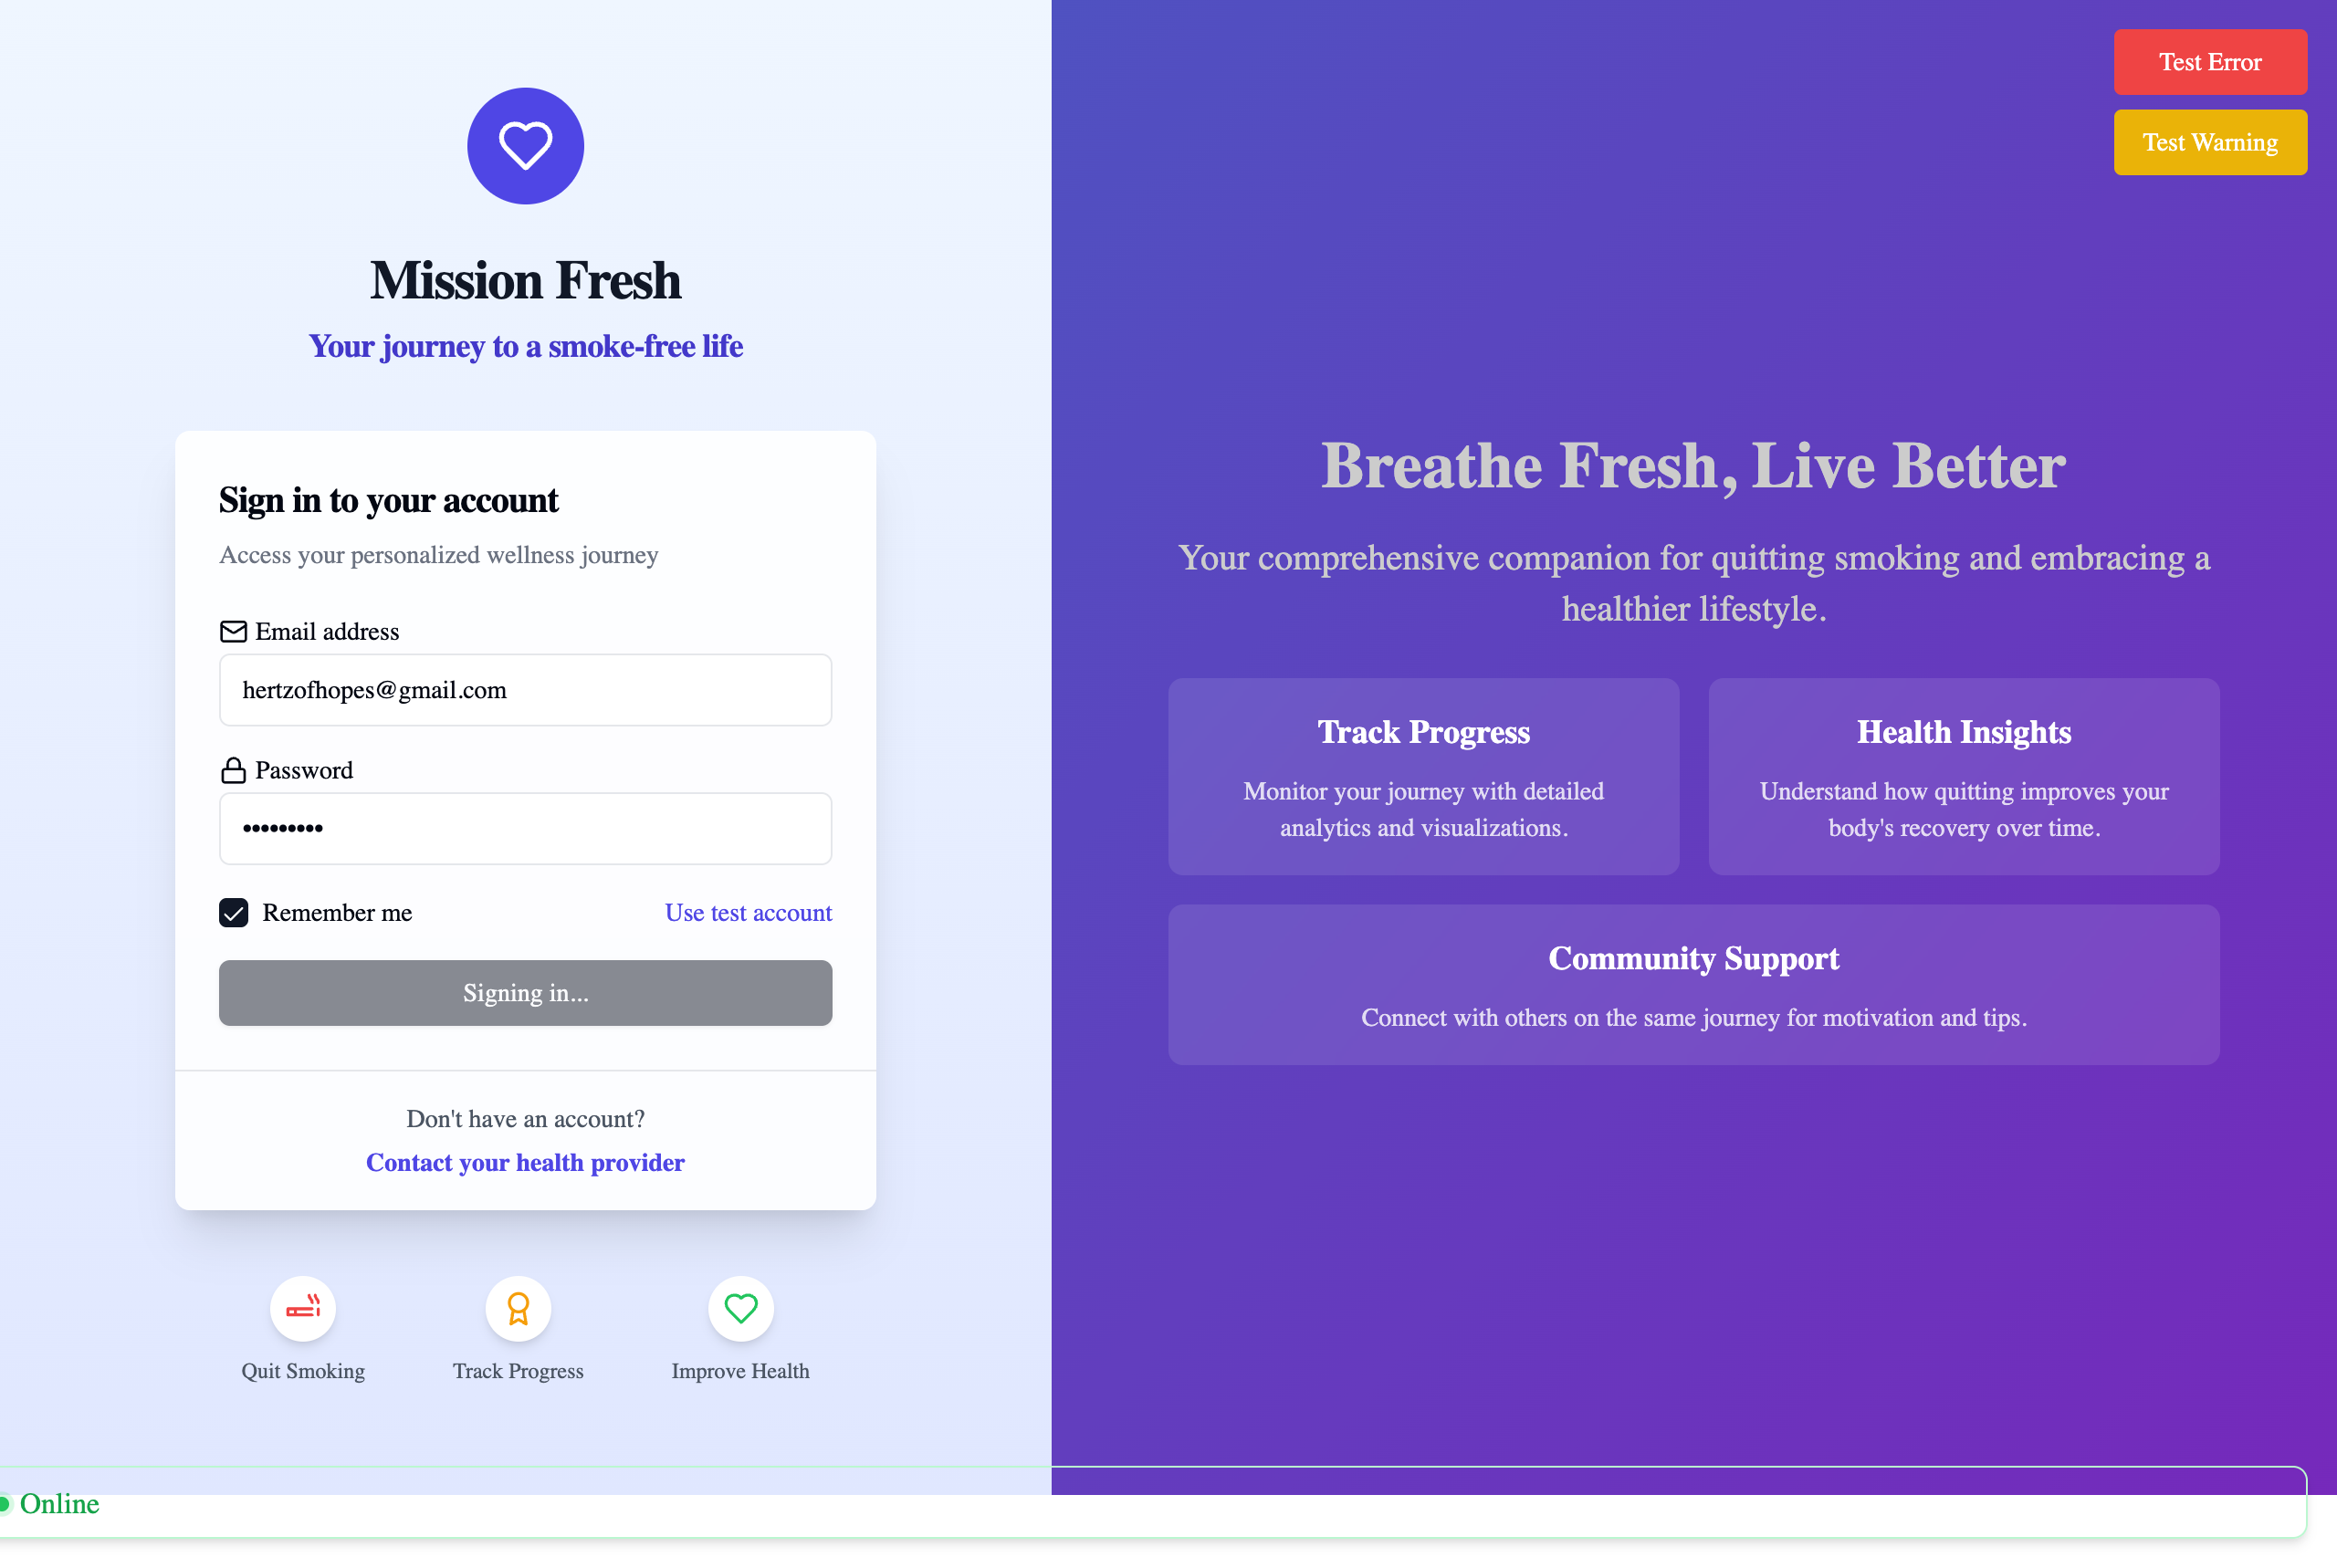 Mission Fresh
Your journey to a smoke-free life
Sign in to your account
Access your personalized wellness journey
Email address
hertzofhopes@gmail.com
Password
•••••••••
Remember me
Use test account
Signing in...
Don't have an account?
Contact your health provider
Quit Smoking
Track Progress
Improve Health
Online
Test Error
Test Warning
Breathe Fresh, Live Better
Your comprehensive companion for quitting smoking and embracing a
healthier lifestyle.
Track Progress
Monitor your journey with detailed
analytics and visualizations.
Health Insights
Understand how quitting improves your
body's recovery over time.
Community Support
Connect with others on the same journey for motivation and tips.